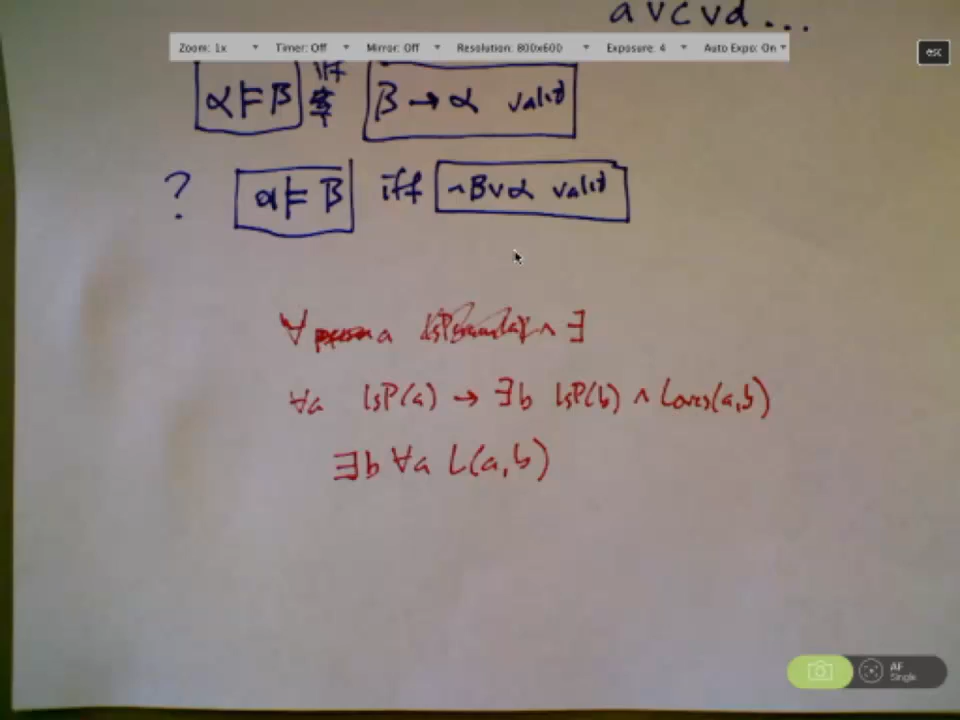 a v c v d ...
Zoom: 1x Timer: Off Mirror: Off Resolution: 800x600 Exposure: 4 Auto Expo: On
esc
α ⊨ β iff β → α valid
? α ⊨ β iff ¬β ∨ α valid
∀ a ∧ ∃
∀a IsP(a) → ∃b IsP(b) ∧ Loves(a,b)
∃b ∀a L(a,b)
AF
Single